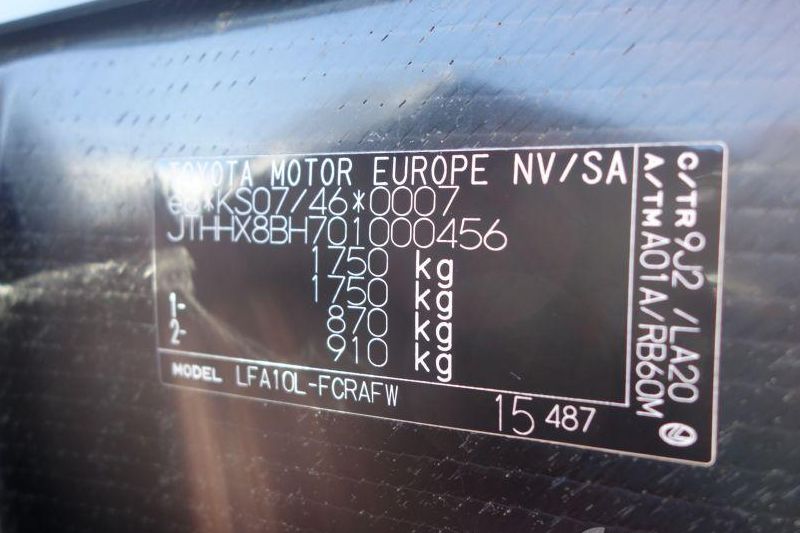 TOYOTA MOTOR EUROPE NV/SA
e6*KS07/46*0007
JTHHX8BH701000456
1750 kg
1750 kg
1- 870 kg
2- 910 kg
MODEL LFA10L-FCRAFW
15 487
C/TR 9J2 /LA20
A/TM A01A/RB60M